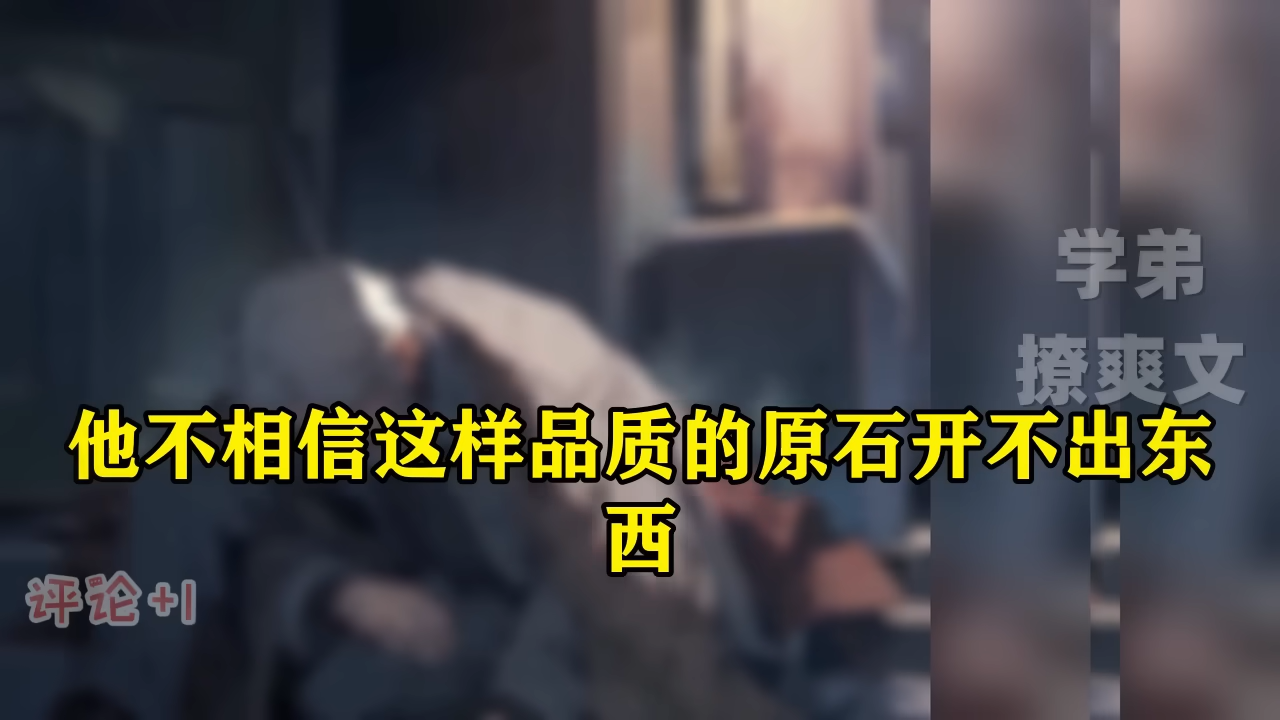 学弟
撩爽文
他不相信这样品质的原石开不出东
西
评论+1